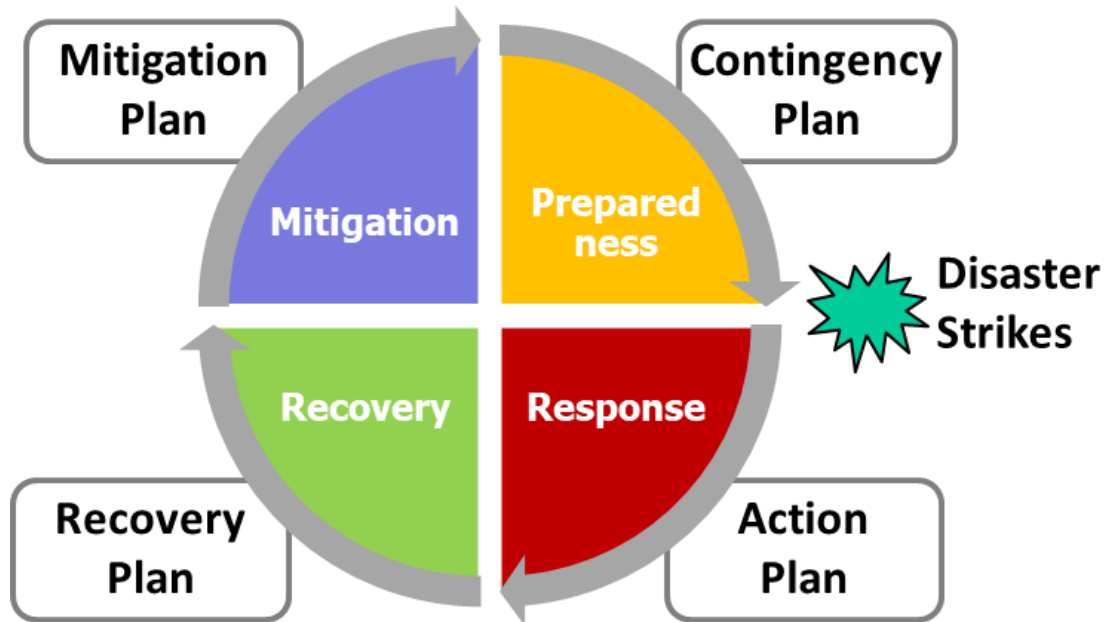 Mitigation
Plan
Contingency
Plan
Mitigation
Prepared
ness
Disaster
Strikes
Recovery
Response
Recovery
Plan
Action
Plan